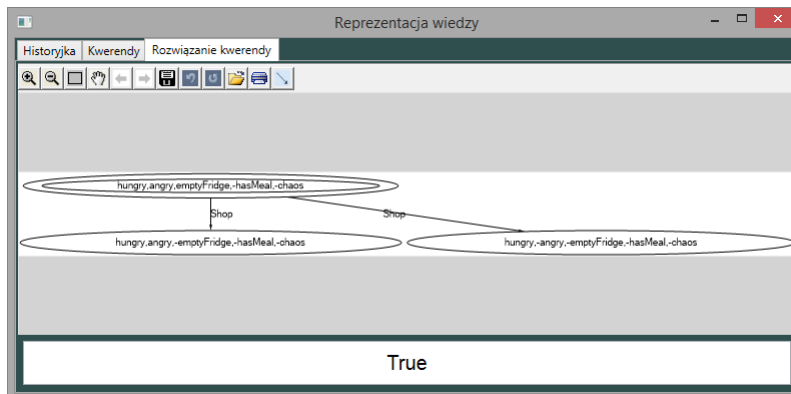 Reprezentacja wiedzy
Historyjka Kwerendy Rozwiązanie kwerendy
hungry,angry,emptyFridge,-hasMeal,-chaos
Shop Shop
hungry,angry,-emptyFridge,-hasMeal,-chaos hungry,-angry,-emptyFridge,-hasMeal,-chaos
True